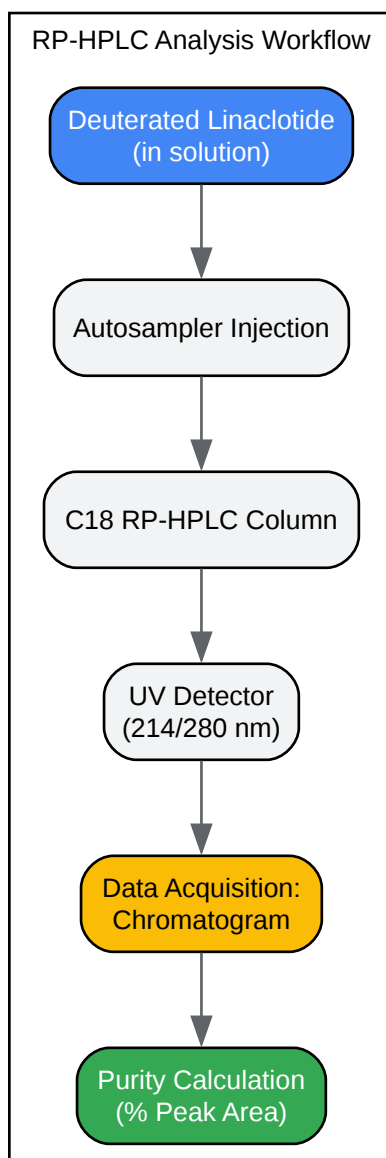 RP-HPLC Analysis Workflow
Deuterated Linaclotide
(in solution)
Autosampler Injection
C18 RP-HPLC Column
UV Detector
(214/280 nm)
Data Acquisition:
Chromatogram
Purity Calculation
(% Peak Area)